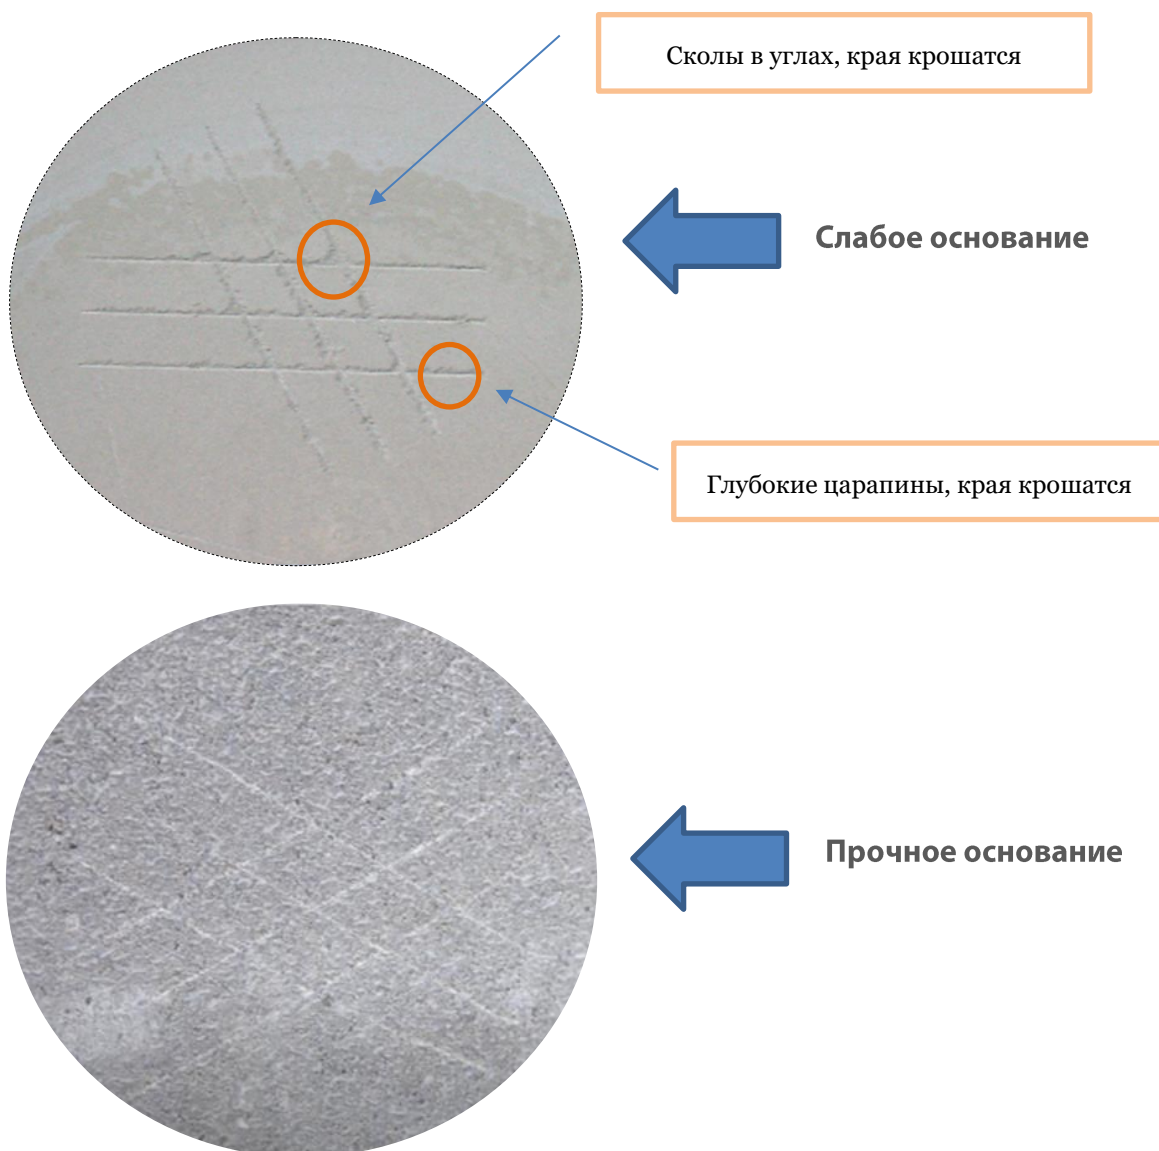 Сколы в углах, края крошатся
Слабое основание
Глубокие царапины, края крошатся
Прочное основание